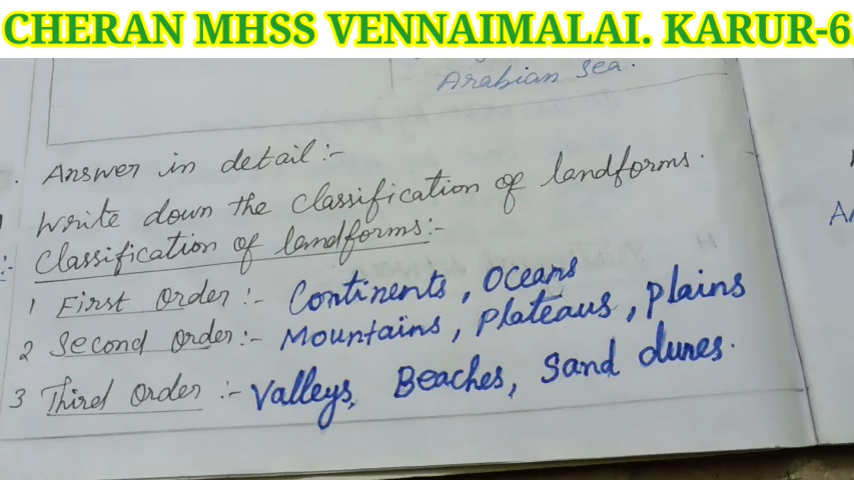 CHERAN MHSS VENNAIMALAI. KARUR-6
Arabian Sea.
Answer in detail:-
Write down the classification of landforms.
Classification of landforms:-
1 First Order:- Continents, Oceans
2 Second Order:- Mountains, Plateaus, Plains
3 Third Order:- Valleys, Beaches, Sand dunes.